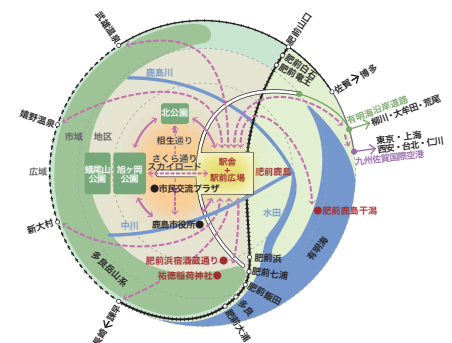 武雄温泉
肥前山口
肥前白石
肥前竜王
佐賀→博多
鹿島川
有明海沿岸道路
柳川・大牟田・荒尾
嬉野温泉
北公園
東京・上海
西安・台北・仁川
九州佐賀国際空港
市域
地区
相生通り
さくら通り
スカイロード
広域
蟻尾山
公園
旭ヶ岡
公園
駅舎
+
駅前広場
肥前鹿島
●市民交流プラザ
水田
●肥前鹿島干潟
新大村
中川
鹿島市役所●
有明海
多良岳山系
肥前浜宿酒蔵通り●
祐徳稲荷神社●
肥前浜
肥前七浦
肥前飯田
多良
肥前大浦
長崎→諫早